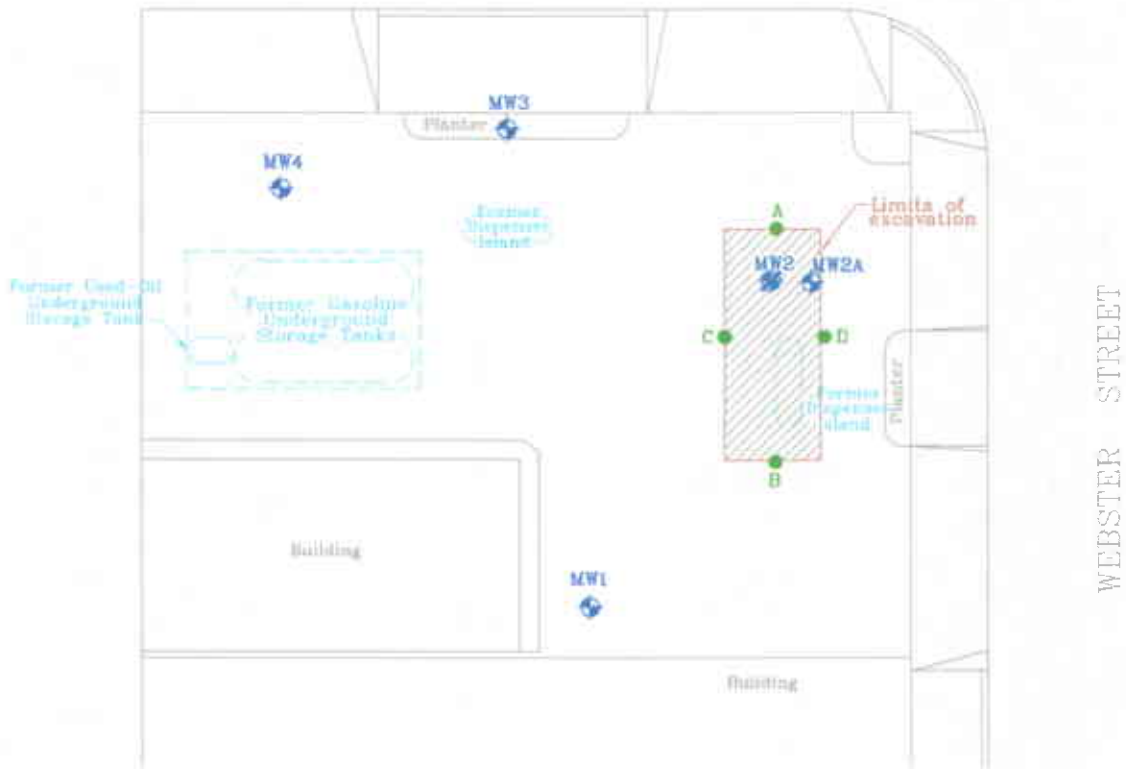 MW3
Planter
MW4
Former
Dispenser
Island
A
Limits of
excavation
MW2
MW2A
Former Used-Oil
Underground
Storage Tank
Former Gasoline
Underground
Storage Tanks
C
D
Former
Dispenser
Island
Planter
B
WEBSTER STREET
Building
MW1
Building